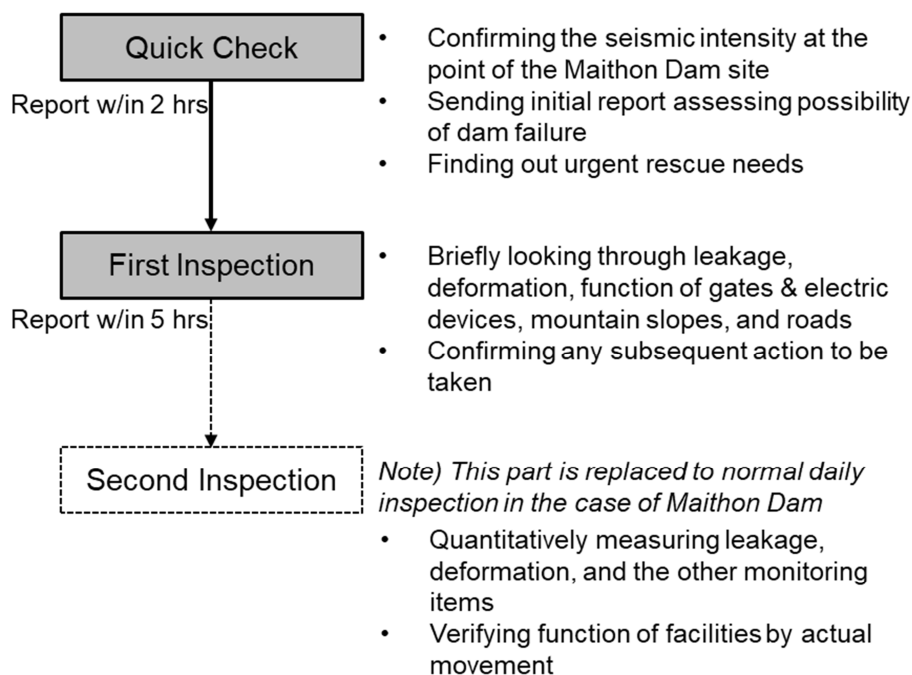 Quick Check
• Confirming the seismic intensity at the
point of the Maithon Dam site
• Sending initial report assessing possibility
of dam failure
• Finding out urgent rescue needs
Report w/in 2 hrs
First Inspection
• Briefly looking through leakage,
deformation, function of gates & electric
devices, mountain slopes, and roads
• Confirming any subsequent action to be
taken
Report w/in 5 hrs
Second Inspection
Note) This part is replaced to normal daily
inspection in the case of Maithon Dam
• Quantitatively measuring leakage,
deformation, and the other monitoring
items
• Verifying function of facilities by actual
movement